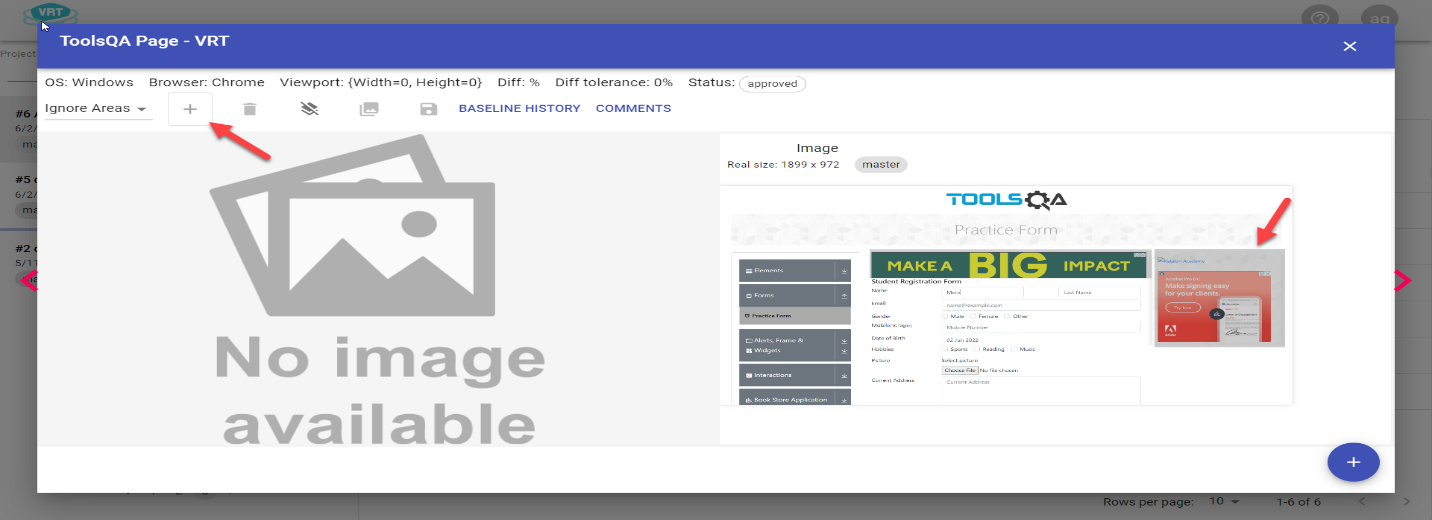 VRT
ag
ToolsQA Page - VRT
Project
OS: Windows Browser: Chrome Viewport: {Width=0, Height=0} Diff: % Diff tolerance: 0% Status: approved
Ignore Areas BASELINE HISTORY COMMENTS
#6
6/2/
#5
6/2/
#2
5/11
Image
Real size: 1899 x 972 master
TOOLSQA
Practice Form
MAKE A BIG IMPACT
Elements
Forms
Practice Form
Alerts, Frame &
Widgets
Interactions
Book Store Application
Student Registration Form
Name Last Name
Email name@example.com
Gender Male Female Other
Mobile Number
Date of Birth 02 Jun 2022
Hobbies Sports Reading Music
Picture Select picture
Choose File No file chosen
Current Address Current Address
Katalon Academy
Make signing easy
for your clients.
Adobe
No image
available
Rows per page: 10 1-6 of 6